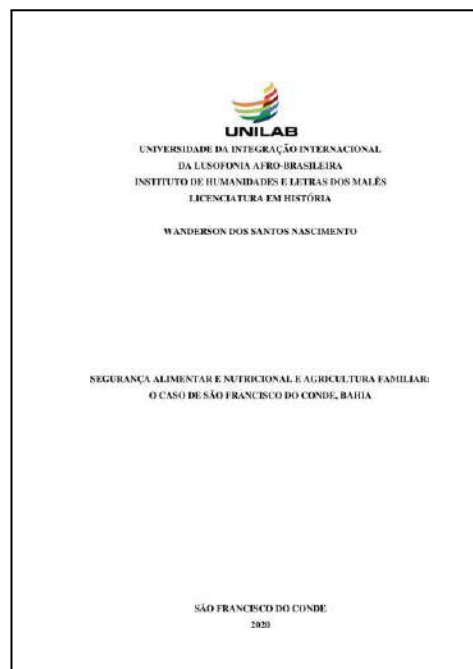 UNILAB
UNIVERSIDADE DA INTEGRAÇÃO INTERNACIONAL
DA LUSOFONIA AFRO-BRASILEIRA
INSTITUTO DE HUMANIDADES E LETRAS DOS MALÊS
LICENCIATURA EM HISTÓRIA
WANDERSON DOS SANTOS NASCIMENTO
SEGURANÇA ALIMENTAR E NUTRICIONAL E AGRICULTURA FAMILIAR:
O CASO DE SÃO FRANCISCO DO CONDE, BAHIA
SÃO FRANCISCO DO CONDE
2020